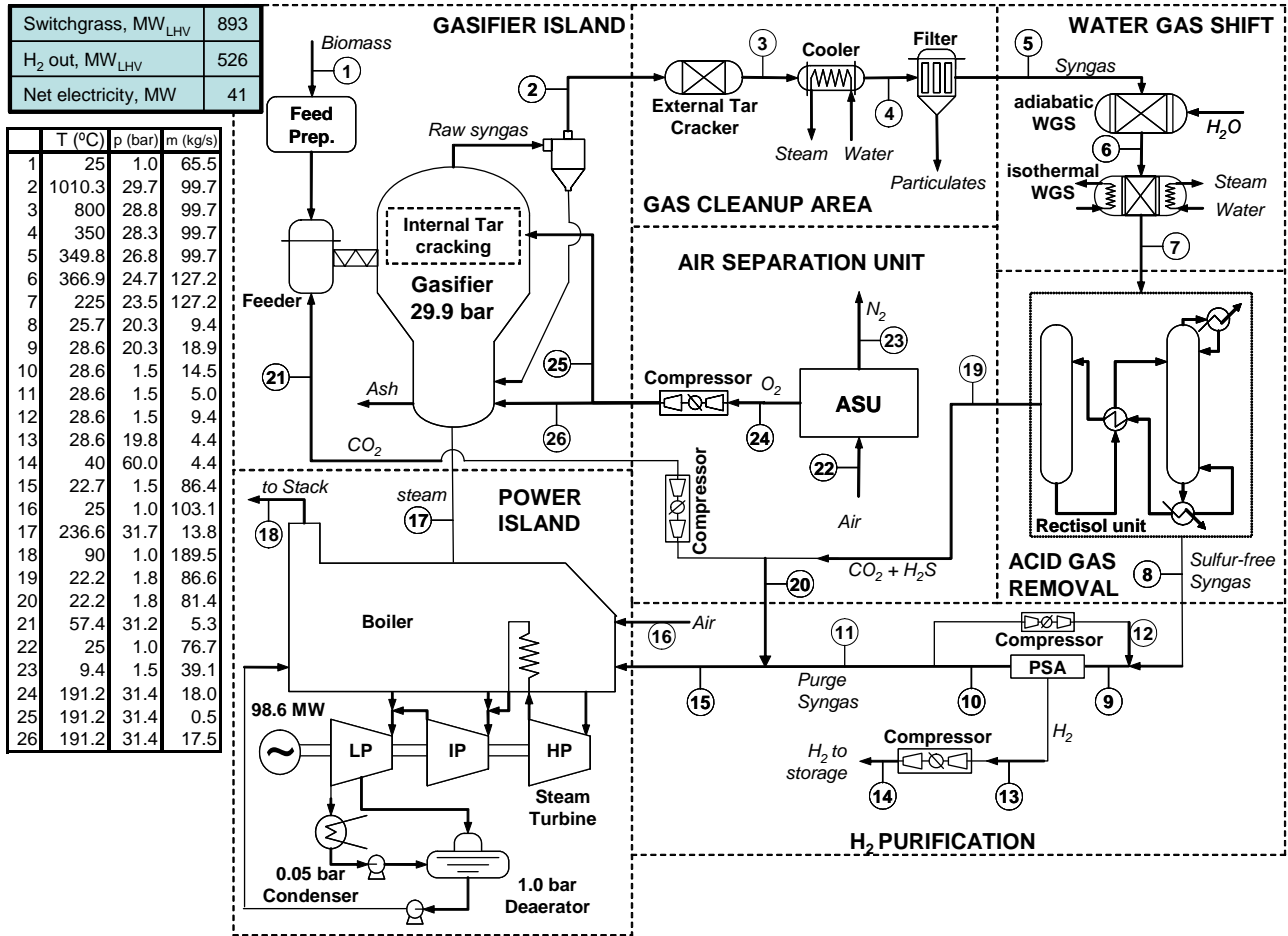 Switchgrass, MW_LHV 893
H2 out, MW_LHV 526
Net electricity, MW 41
T (ºC) p (bar) m (kg/s)
1 25 1.0 65.5
2 1010.3 29.7 99.7
3 800 28.8 99.7
4 350 28.3 99.7
5 349.8 26.8 99.7
6 366.9 24.7 127.2
7 225 23.5 127.2
8 25.7 20.3 9.4
9 28.6 20.3 18.9
10 28.6 1.5 14.5
11 28.6 1.5 5.0
12 28.6 1.5 9.4
13 28.6 19.8 4.4
14 40 60.0 4.4
15 22.7 1.5 86.4
16 25 1.0 103.1
17 236.6 31.7 13.8
18 90 1.0 189.5
19 22.2 1.8 86.6
20 22.2 1.8 81.4
21 57.4 31.2 5.3
22 25 1.0 76.7
23 9.4 1.5 39.1
24 191.2 31.4 18.0
25 191.2 31.4 0.5
26 191.2 31.4 17.5
GASIFIER ISLAND
Biomass
1
Feed
Prep.
2
Raw syngas
Internal Tar
cracking
Gasifier
29.9 bar
Feeder
21
Ash
25
26
CO2
3
Cooler
Filter
External Tar
Cracker
4
Steam Water
Particulates
GAS CLEANUP AREA
WATER GAS SHIFT
5
Syngas
adiabatic
WGS
H2O
6
isothermal
WGS
Steam
Water
7
AIR SEPARATION UNIT
N2
23
Compressor
O2
ASU
24
22
Air
19
Compressor
CO2 + H2S
20
Rectisol unit
ACID GAS
REMOVAL
8
Sulfur-free
Syngas
POWER
ISLAND
to Stack
18
steam
17
Boiler
Air
16
15
98.6 MW
~
LP
IP
HP
Steam
Turbine
0.05 bar
Condenser
1.0 bar
Deaerator
11
Compressor
12
PSA
Purge
Syngas
10
9
H2
Compressor
H2 to
storage
14
13
H2 PURIFICATION